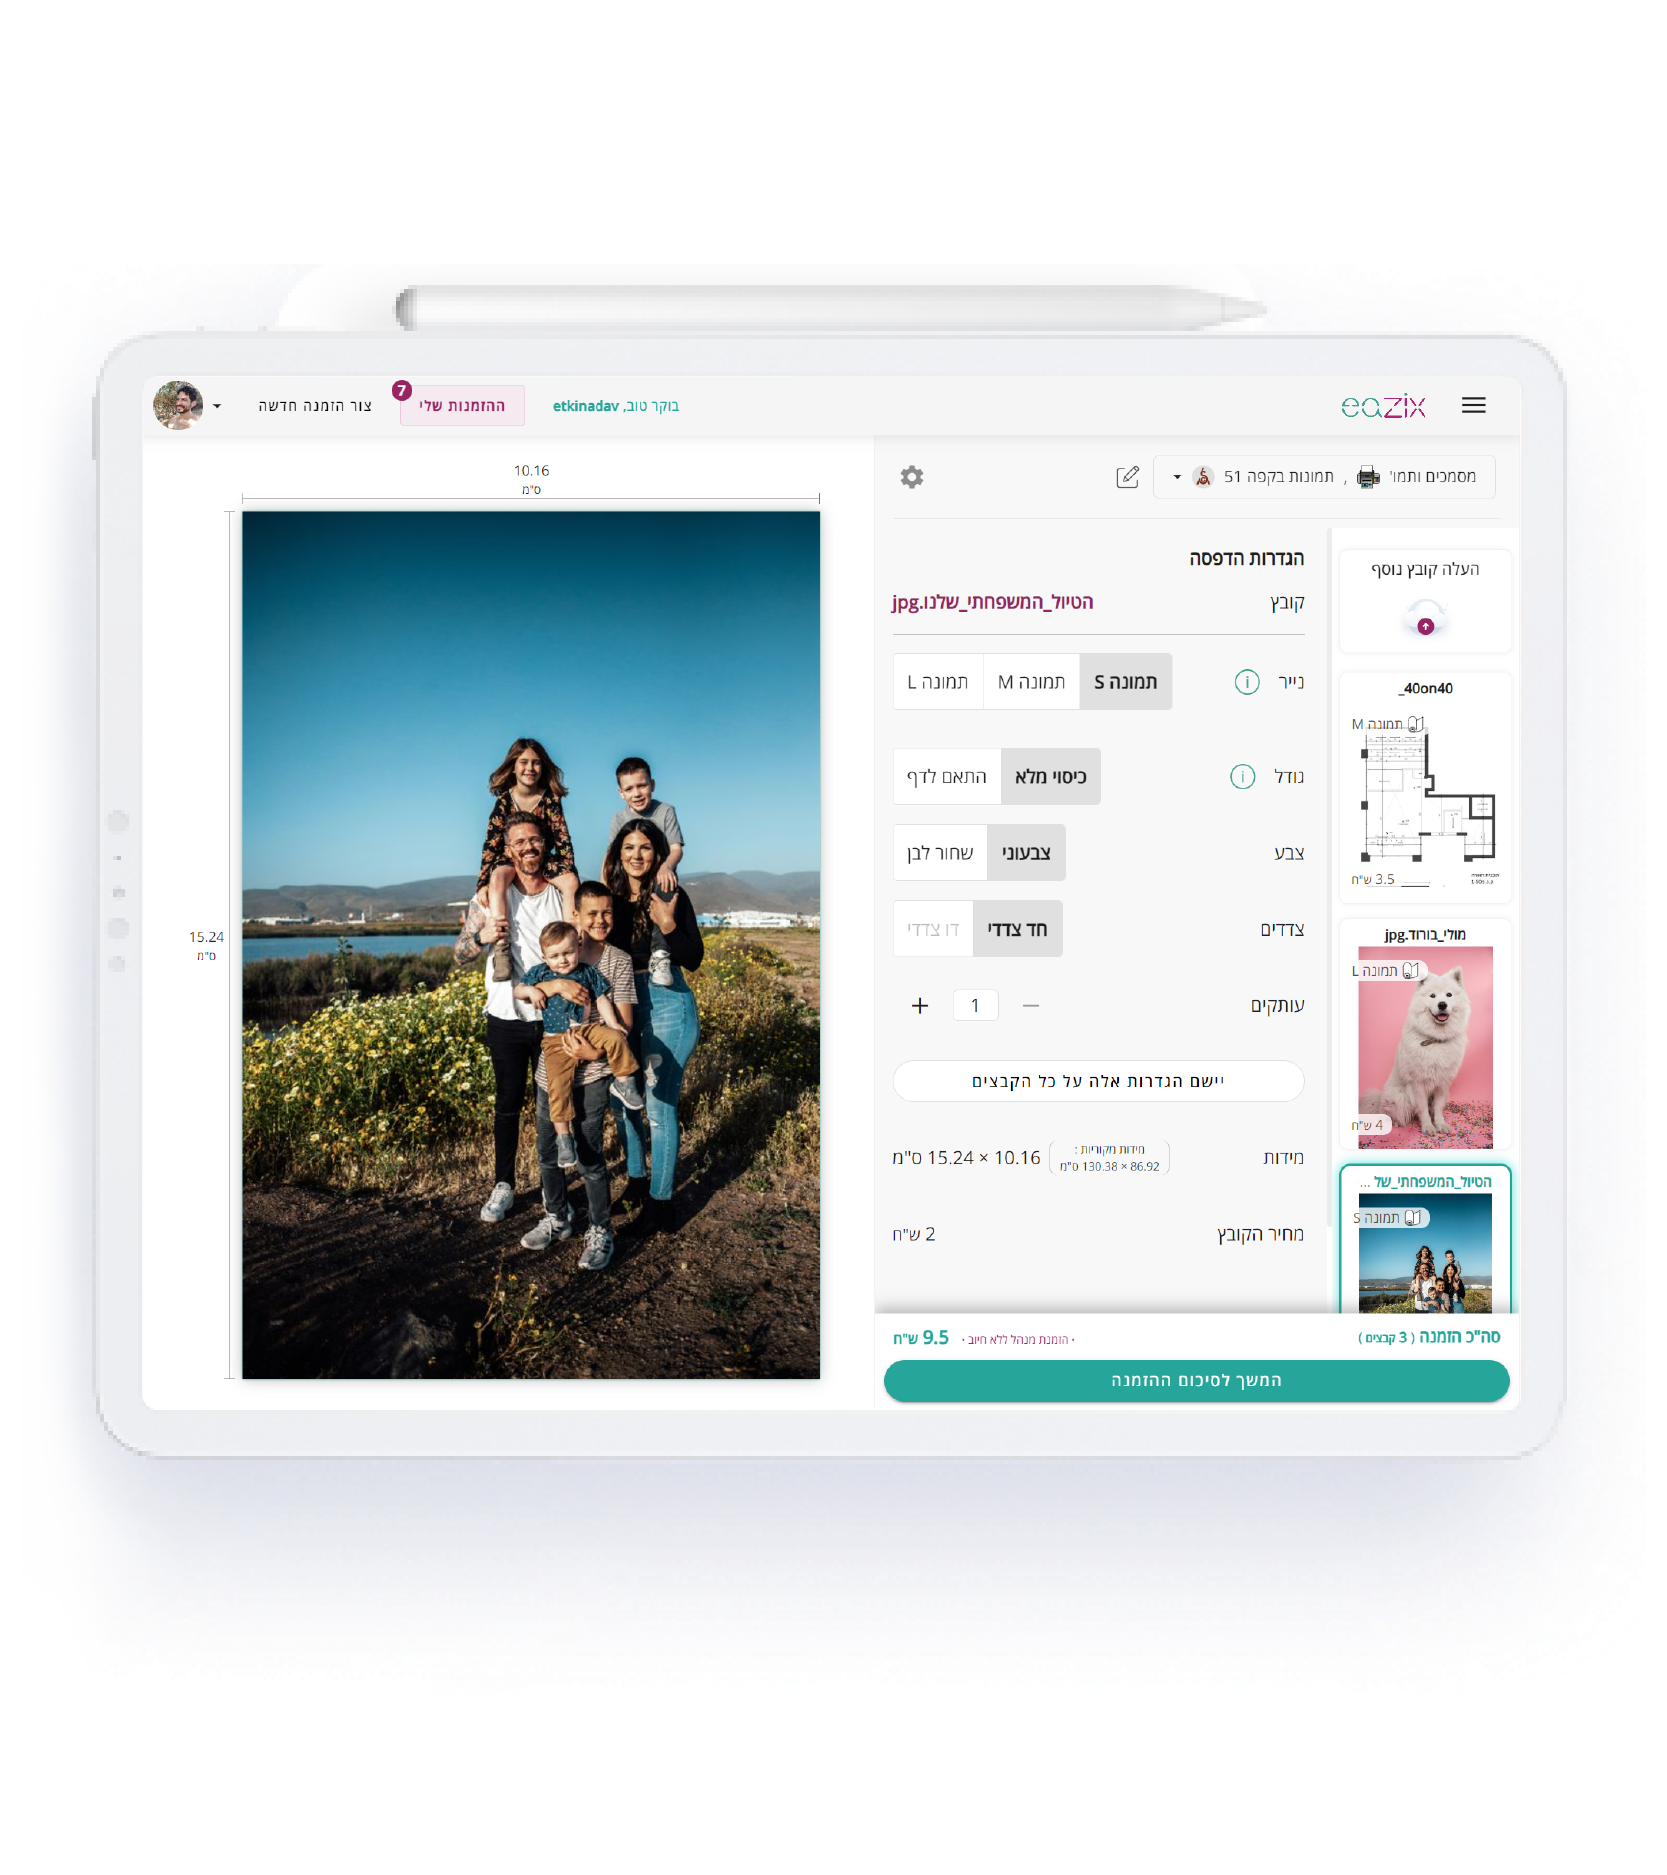 eazix
בוקר טוב, etkinadav
ההזמנות שלי
7
צור הזמנה חדשה
מסמכים ותמו' , תמונות בקפה 51
העלה קובץ נוסף
_40on40
תמונה M
3.5 ש"ח
מולי_בורוד.jpg
תמונה L
4 ש"ח
הטיול_המשפחתי_של ...
תמונה S
הגדרות הדפסה
קובץ הטיול_המשפחתי_שלנו.jpg
נייר תמונה S תמונה M תמונה L
גודל כיסוי מלא התאם לדף
צבע צבעוני שחור לבן
צדדים חד צדדי דו צדדי
עותקים 1
יישם הגדרות אלה על כל הקבצים
מידות
מידות מקוריות :
86.92 × 130.38 ס"מ
10.16 × 15.24 ס"מ
מחיר הקובץ 2 ש"ח
סה"כ הזמנה ( 3 קבצים ) • הזמנת מנהל ללא חיוב • 9.5 ש"ח
המשך לסיכום ההזמנה
10.16
ס"מ
15.24
ס"מ